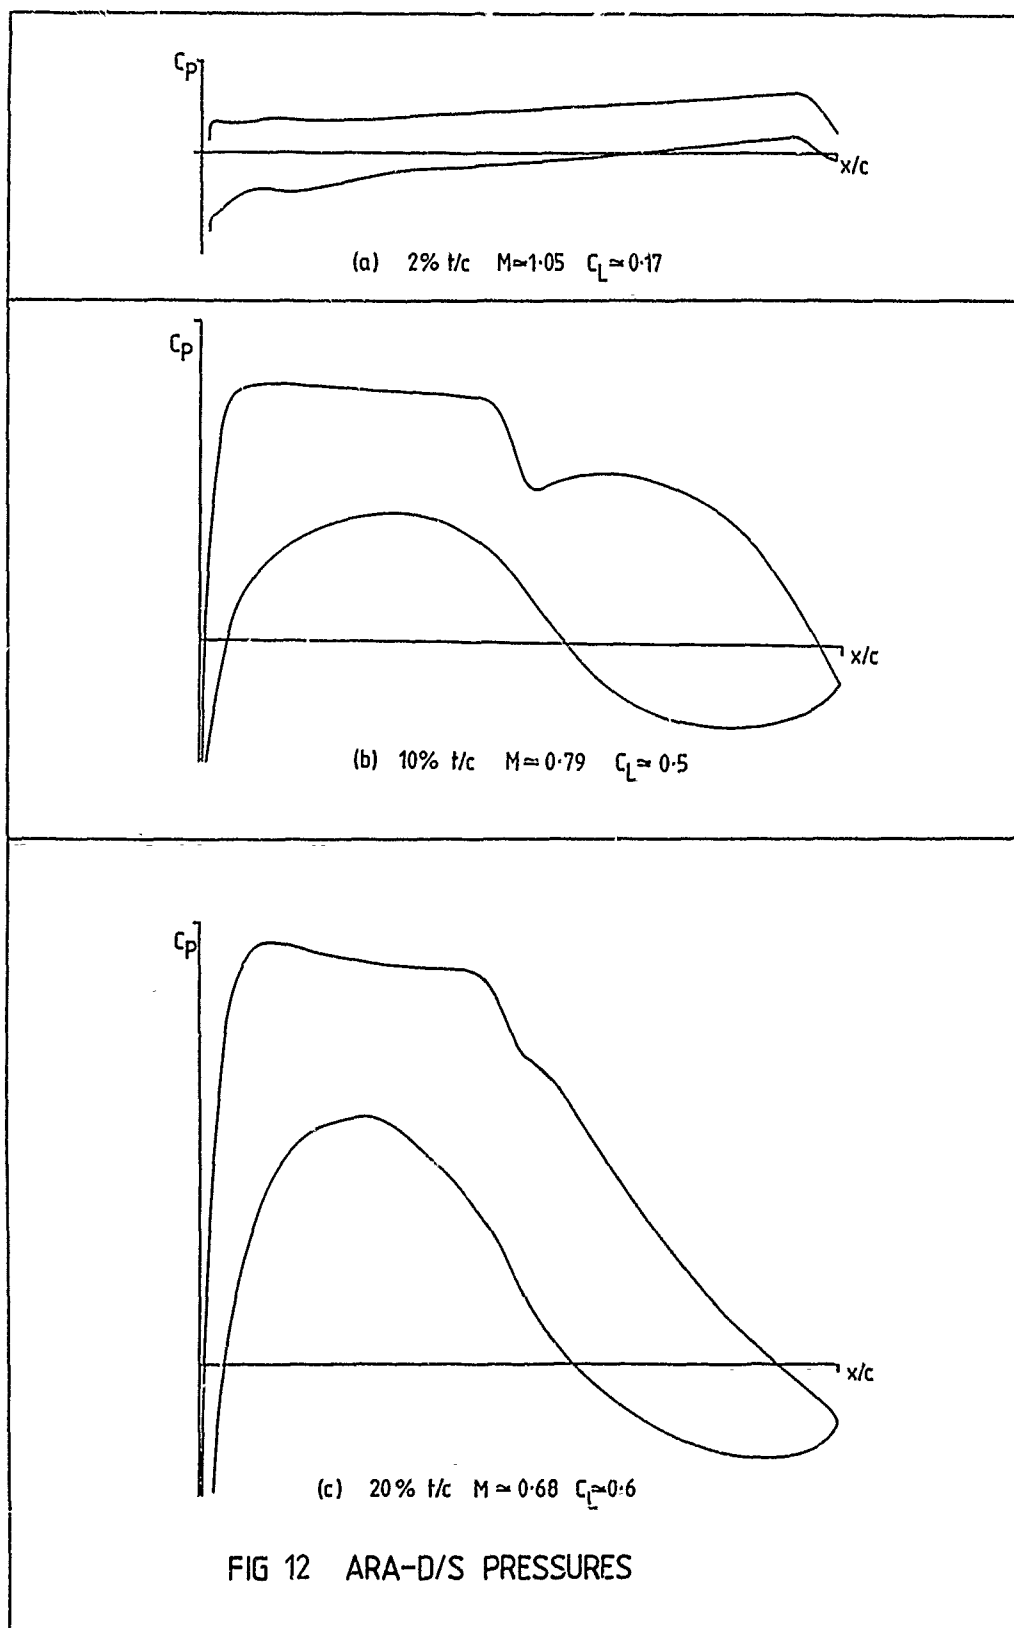 Cp
x/c
(a) 2% t/c M≃1·05 CL≃0·17
Cp
x/c
(b) 10% t/c M≃0·79 CL≃0·5
Cp
x/c
(c) 20% t/c M≃0·68 CL≃0·6
FIG 12 ARA-D/S PRESSURES